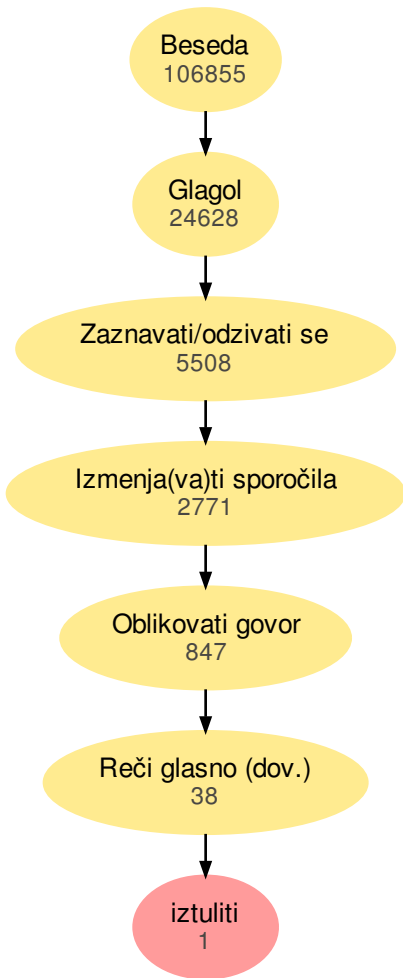 Beseda
106855
Glagol
24628
Zaznavati/odzivati se
5508
Izmenja(va)ti sporočila
2771
Oblikovati govor
847
Reči glasno (dov.)
38
iztuliti
1